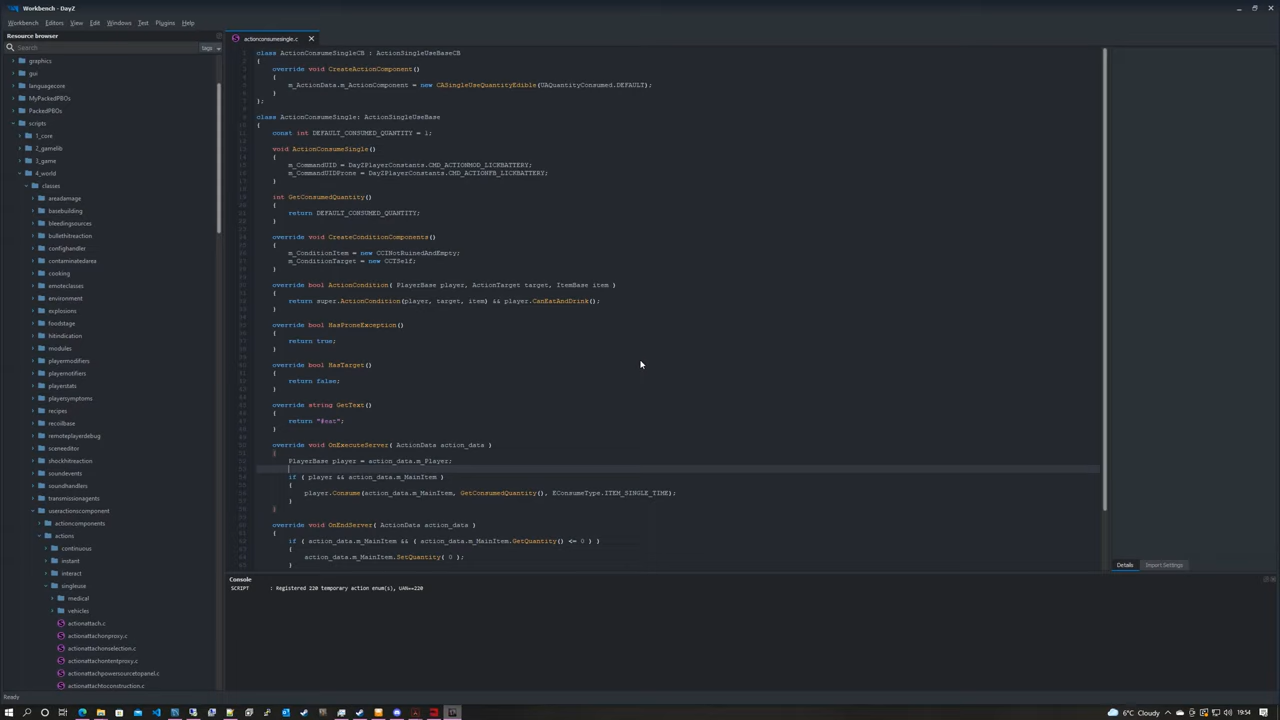 Workbench - DayZ
Workbench Editors View Edit Windows Test Plugins Help
Resource browser
Search
tags
graphics
gui
languagecore
MyPackedPBOs
PackedPBOs
scripts
1_core
2_gamelib
3_game
4_world
classes
areadamage
basebuilding
bleedingsources
bullethitreaction
confighandler
contaminatedarea
cooking
emoteclasses
environment
explosions
foodstage
hitindication
modules
playermodifiers
playernotifiers
playerstats
playersymptoms
recipes
recoilbase
remoteplayerdebug
sceneeditor
shockhitreaction
soundevents
soundhandlers
transmissionagents
useractionscomponent
actioncomponents
actions
continuous
instant
interact
singleuse
medical
vehicles
actionattach.c
actionattachonproxy.c
actionattachonselection.c
actionattachontentproxy.c
actionattachpowersourcetopanel.c
actionattachtoconstruction.c
actionconsumesingle.c
class ActionConsumeSingleCB : ActionSingleUseBaseCB
{
override void CreateActionComponent()
{
m_ActionData.m_ActionComponent = new CASingleUseQuantityEdible(UAQuantityConsumed.DEFAULT);
}
};
class ActionConsumeSingle: ActionSingleUseBase
{
const int DEFAULT_CONSUMED_QUANTITY = 1;
void ActionConsumeSingle()
{
m_CommandUID = DayZPlayerConstants.CMD_ACTIONMOD_LICKBATTERY;
m_CommandUIDProne = DayZPlayerConstants.CMD_ACTIONFB_LICKBATTERY;
}
int GetConsumedQuantity()
{
return DEFAULT_CONSUMED_QUANTITY;
}
override void CreateConditionComponents()
{
m_ConditionItem = new CCINotRuinedAndEmpty;
m_ConditionTarget = new CCTSelf;
}
override bool ActionCondition( PlayerBase player, ActionTarget target, ItemBase item )
{
return super.ActionCondition(player, target, item) && player.CanEatAndDrink();
}
override bool HasProneException()
{
return true;
}
override bool HasTarget()
{
return false;
}
override string GetText()
{
return "#eat";
}
override void OnExecuteServer( ActionData action_data )
{
PlayerBase player = action_data.m_Player;
if ( player && action_data.m_MainItem )
{
player.Consume(action_data.m_MainItem, GetConsumedQuantity(), EConsumeType.ITEM_SINGLE_TIME);
}
}
override void OnEndServer( ActionData action_data )
{
if ( action_data.m_MainItem && ( action_data.m_MainItem.GetQuantity() <= 0 ) )
{
action_data.m_MainItem.SetQuantity( 0 );
}
Details Import Settings
Console
SCRIPT : Registered 220 temporary action enum(s), UAN==220
Ready
6°C Cloudy
19:54